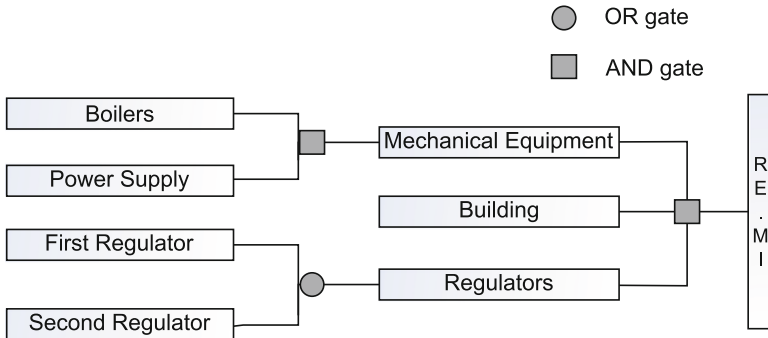 OR gate
AND gate
Boilers
Power Supply
First Regulator
Second Regulator
Mechanical Equipment
Building
Regulators
R
E
.
M
I